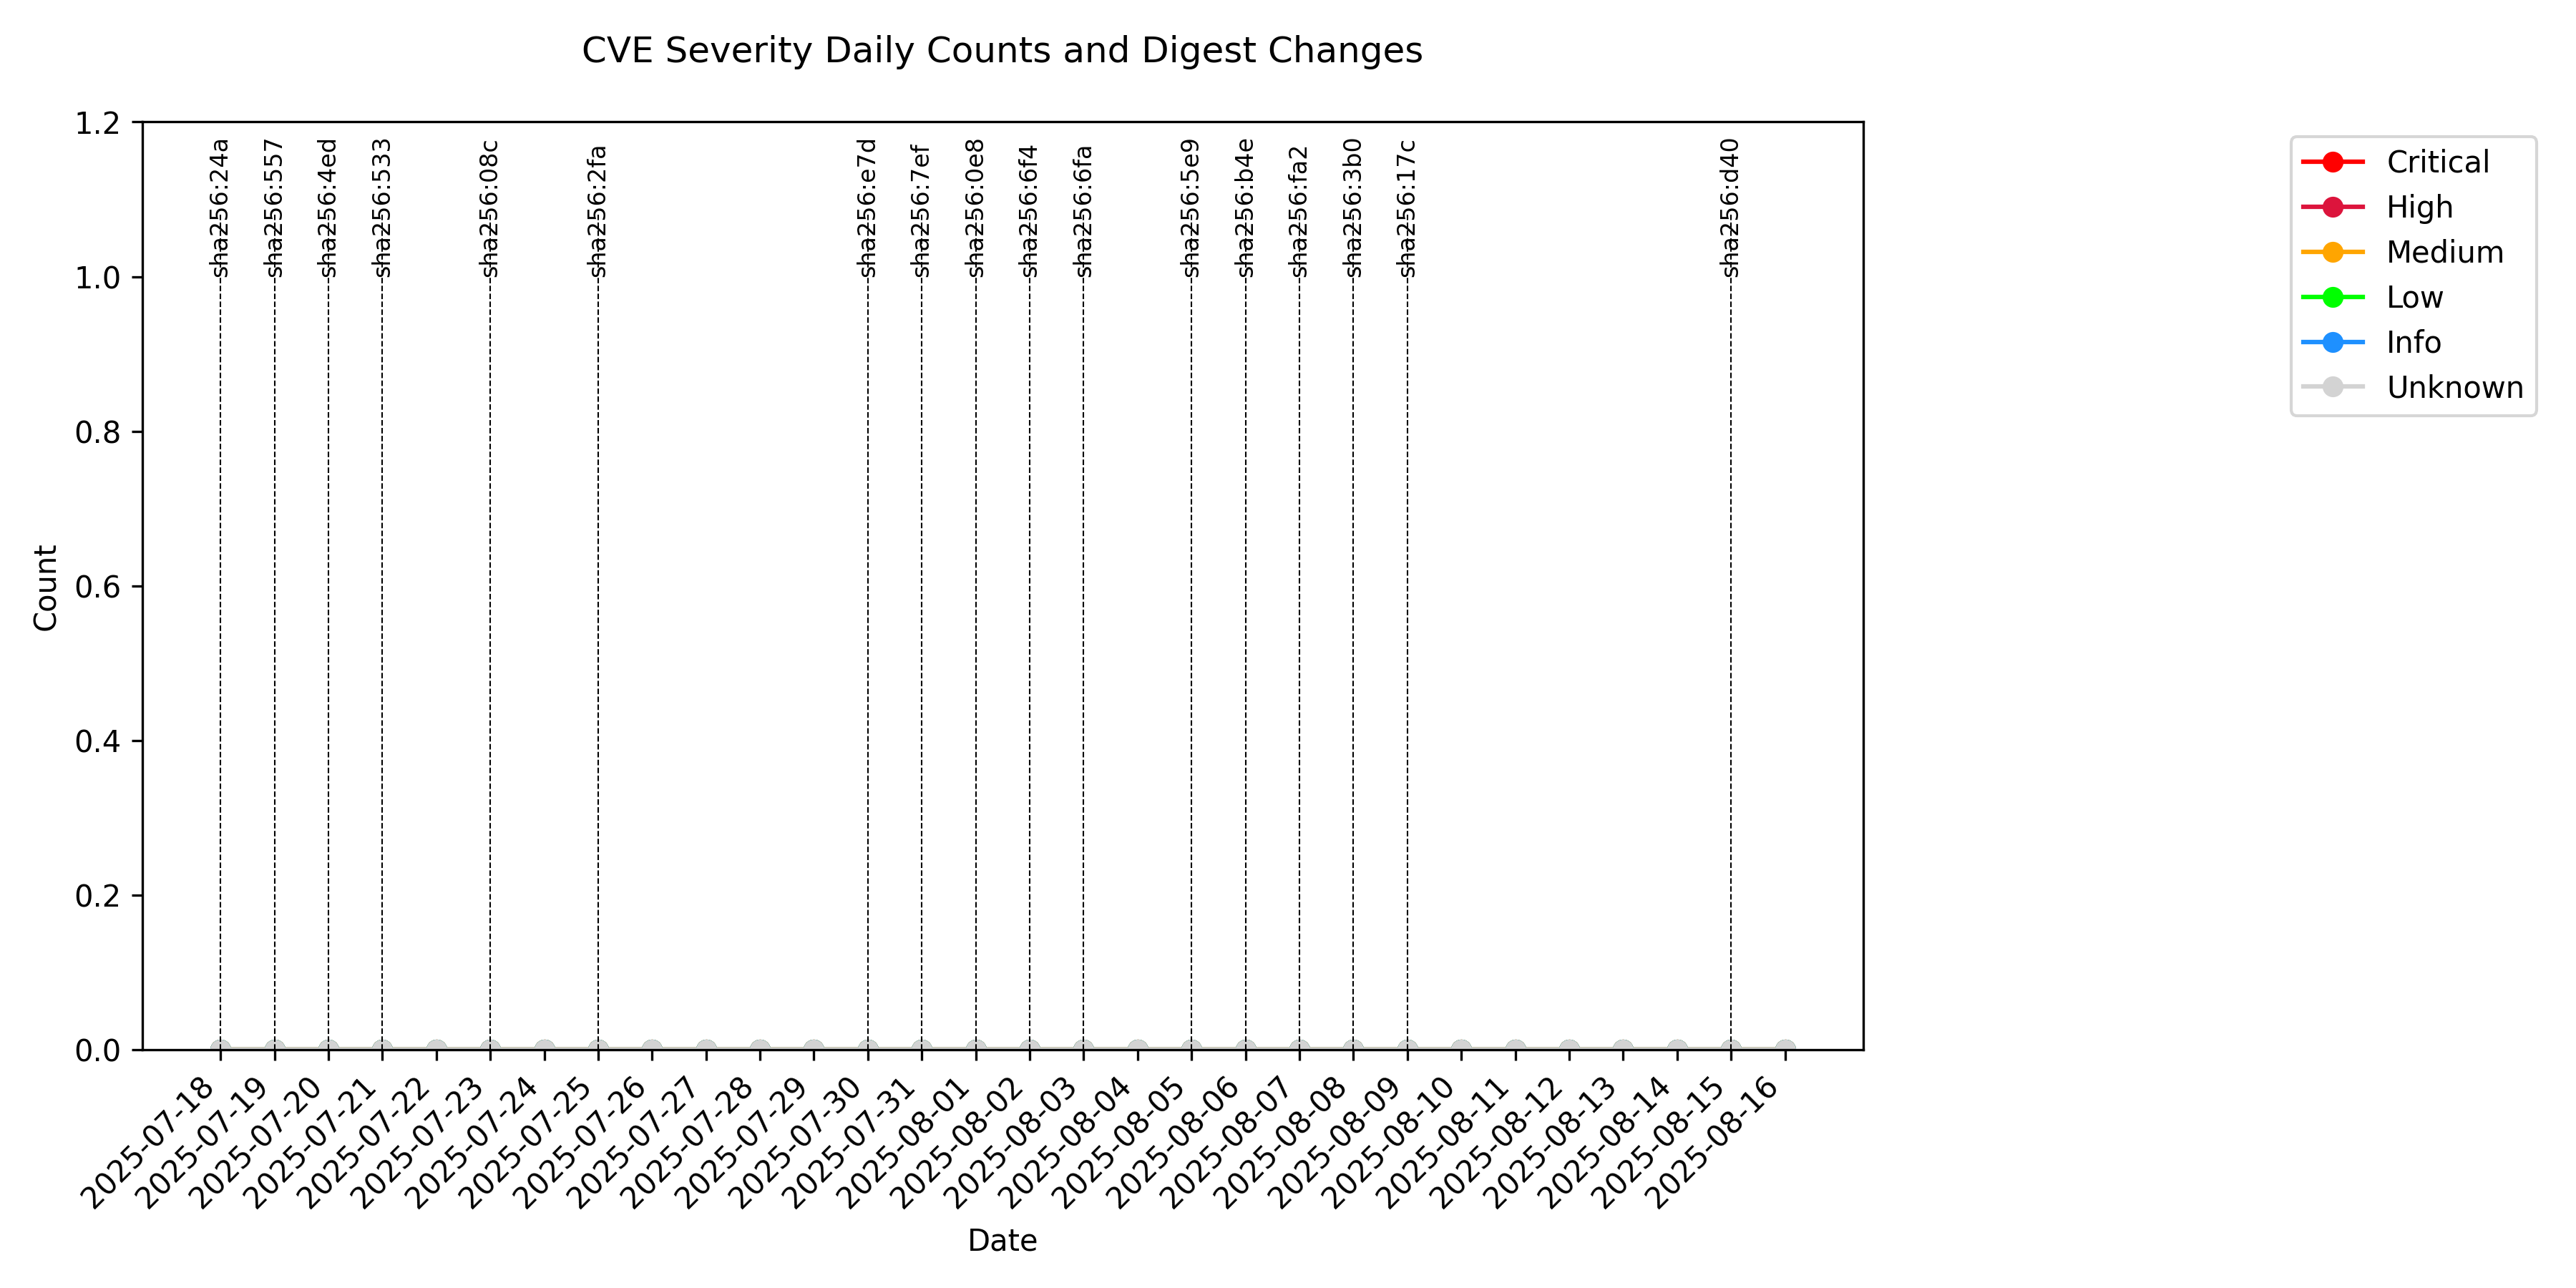 CVE Severity Daily Counts and Digest Changes
1.2
1.0
0.8
0.6
0.4
0.2
0.0
Count
sha256:24a
sha256:557
sha256:4ed
sha256:533
sha256:08c
sha256:2fa
sha256:e7d
sha256:7ef
sha256:0e8
sha256:6f4
sha256:6fa
sha256:5e9
sha256:b4e
sha256:fa2
sha256:3b0
sha256:17c
sha256:d40
2025-07-18
2025-07-19
2025-07-20
2025-07-21
2025-07-22
2025-07-23
2025-07-24
2025-07-25
2025-07-26
2025-07-27
2025-07-28
2025-07-29
2025-07-30
2025-07-31
2025-08-01
2025-08-02
2025-08-03
2025-08-04
2025-08-05
2025-08-06
2025-08-07
2025-08-08
2025-08-09
2025-08-10
2025-08-11
2025-08-12
2025-08-13
2025-08-14
2025-08-15
2025-08-16
Date
Critical
High
Medium
Low
Info
Unknown